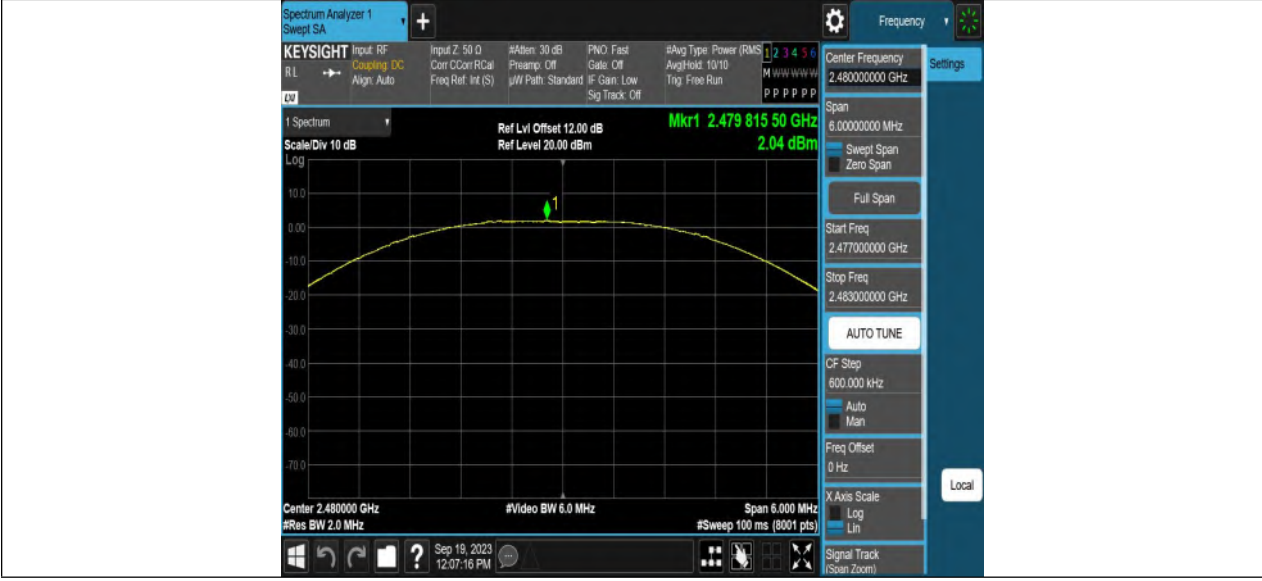 Spectrum Analyzer 1
Swept SA
+
Frequency
KEYSIGHT
RL
LXI
Input: RF
Coupling: DC
Align: Auto
Input Z: 50 Ω
Corr CCorr RCal
Freq Ref: Int (S)
#Atten: 30 dB
Preamp: Off
µW Path: Standard
PNO: Fast
Gate: Off
IF Gain: Low
Sig Track: Off
#Avg Type: Power (RMS
Avg|Hold: 10/10
Trig: Free Run
1 2 3 4 5 6
M W W W W W
P P P P P P
1 Spectrum
Scale/Div 10 dB
Log
Ref Lvl Offset 12.00 dB
Ref Level 20.00 dBm
Mkr1 2.479 815 50 GHz
2.04 dBm
1
10.0
0.00
-10.0
-20.0
-30.0
-40.0
-50.0
-60.0
-70.0
Center 2.480000 GHz
#Res BW 2.0 MHz
#Video BW 6.0 MHz
Span 6.000 MHz
#Sweep 100 ms (8001 pts)
?
Sep 19, 2023
12:07:16 PM
Center Frequency
2.480000000 GHz
Settings
Span
6.00000000 MHz
Swept Span
Zero Span
Full Span
Start Freq
2.477000000 GHz
Stop Freq
2.483000000 GHz
AUTO TUNE
CF Step
600.000 kHz
Auto
Man
Freq Offset
0 Hz
X Axis Scale
Log
Lin
Signal Track
(Span Zoom)
Local